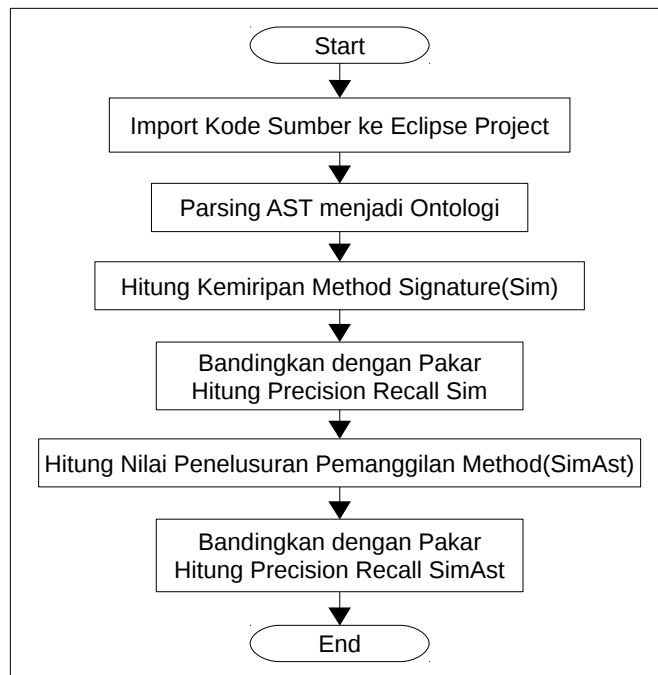 Start
Import Kode Sumber ke Eclipse Project
Parsing AST menjadi Ontologi
Hitung Kemiripan Method Signature(Sim)
Bandingkan dengan Pakar
Hitung Precision Recall Sim
Hitung Nilai Penelusuran Pemanggilan Method(SimAst)
Bandingkan dengan Pakar
Hitung Precision Recall SimAst
End